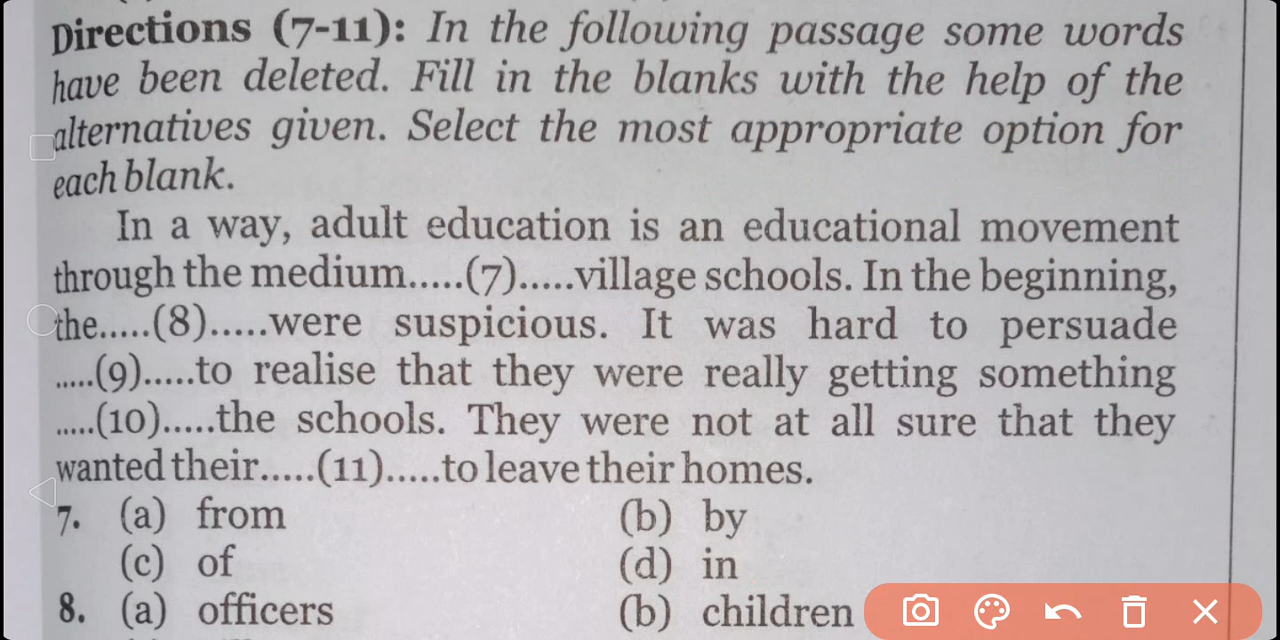 Directions (7-11): In the following passage some words
have been deleted. Fill in the blanks with the help of the
alternatives given. Select the most appropriate option for
each blank.
In a way, adult education is an educational movement
through the medium.....(7).....village schools. In the beginning,
the.....(8).....were suspicious. It was hard to persuade
.....(9).....to realise that they were really getting something
.....(10).....the schools. They were not at all sure that they
wanted their.....(11).....to leave their homes.
7. (a) from (b) by
(c) of (d) in
8. (a) officers (b) children